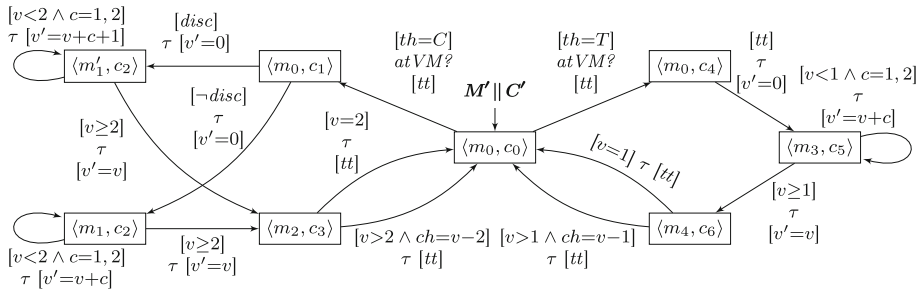 [v<2 ∧ c=1, 2]
τ [v'=v+c+1]
⟨m'₁, c₂⟩
[disc]
τ [v'=0]
⟨m₀, c₁⟩
[th=C]
atVM?
[tt]
M'||C'
[th=T]
atVM?
[tt]
⟨m₀, c₄⟩
[tt]
τ
[v'=0]
[v<1 ∧ c=1, 2]
τ
[v'=v+c]
[v≥2]
τ
[v'=v]
[¬disc]
τ
[v'=0]
[v=2]
τ
[tt]
⟨m₀, c₀⟩
[v=1] τ [tt]
⟨m₃, c₅⟩
[v≥1]
τ
[v'=v]
⟨m₁, c₂⟩
[v<2 ∧ c=1, 2]
τ [v'=v+c]
[v≥2]
τ [v'=v]
⟨m₂, c₃⟩
[v>2 ∧ ch=v−2]
τ [tt]
[v>1 ∧ ch=v−1]
τ [tt]
⟨m₄, c₆⟩